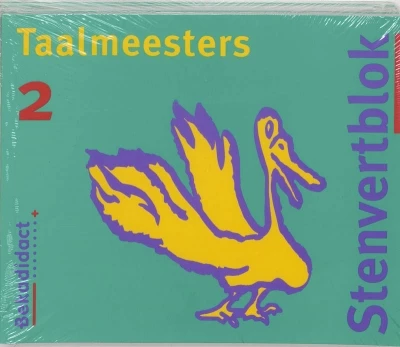 Taalmeesters
2
Stenvertblok
Bekadidact